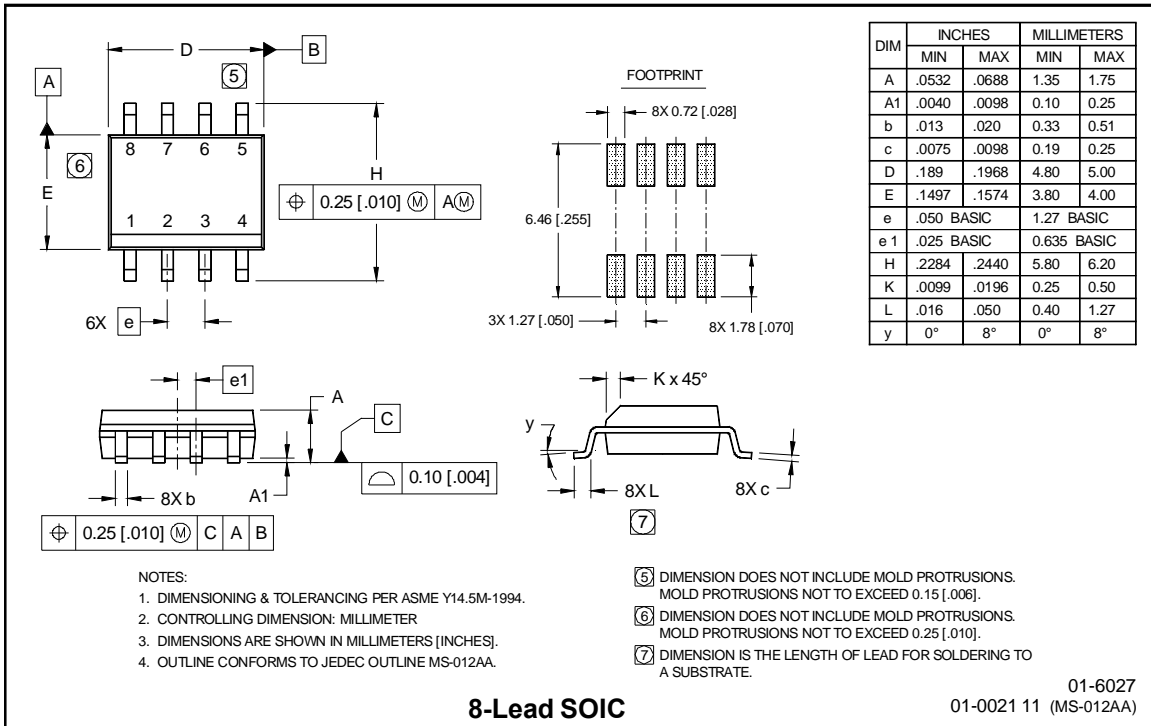 D
B
5
A
8 7 6 5
6
E
H
⌖ 0.25 [.010] Ⓜ AⓂ
1 2 3 4
6X e
FOOTPRINT
8X 0.72 [.028]
6.46 [.255]
3X 1.27 [.050]
8X 1.78 [.070]
DIM INCHES MILLIMETERS
MIN MAX MIN MAX
A .0532 .0688 1.35 1.75
A1 .0040 .0098 0.10 0.25
b .013 .020 0.33 0.51
c .0075 .0098 0.19 0.25
D .189 .1968 4.80 5.00
E .1497 .1574 3.80 4.00
e .050 BASIC 1.27 BASIC
e 1 .025 BASIC 0.635 BASIC
H .2284 .2440 5.80 6.20
K .0099 .0196 0.25 0.50
L .016 .050 0.40 1.27
y 0° 8° 0° 8°
e1
A
C
⌓ 0.10 [.004]
8X b
A1
⌖ 0.25 [.010] Ⓜ C A B
K x 45°
y
8X L
8X c
7
NOTES:
1. DIMENSIONING & TOLERANCING PER ASME Y14.5M-1994.
2. CONTROLLING DIMENSION: MILLIMETER
3. DIMENSIONS ARE SHOWN IN MILLIMETERS [INCHES].
4. OUTLINE CONFORMS TO JEDEC OUTLINE MS-012AA.
5 DIMENSION DOES NOT INCLUDE MOLD PROTRUSIONS.
MOLD PROTRUSIONS NOT TO EXCEED 0.15 [.006].
6 DIMENSION DOES NOT INCLUDE MOLD PROTRUSIONS.
MOLD PROTRUSIONS NOT TO EXCEED 0.25 [.010].
7 DIMENSION IS THE LENGTH OF LEAD FOR SOLDERING TO
A SUBSTRATE.
8-Lead SOIC
01-6027
01-0021 11 (MS-012AA)